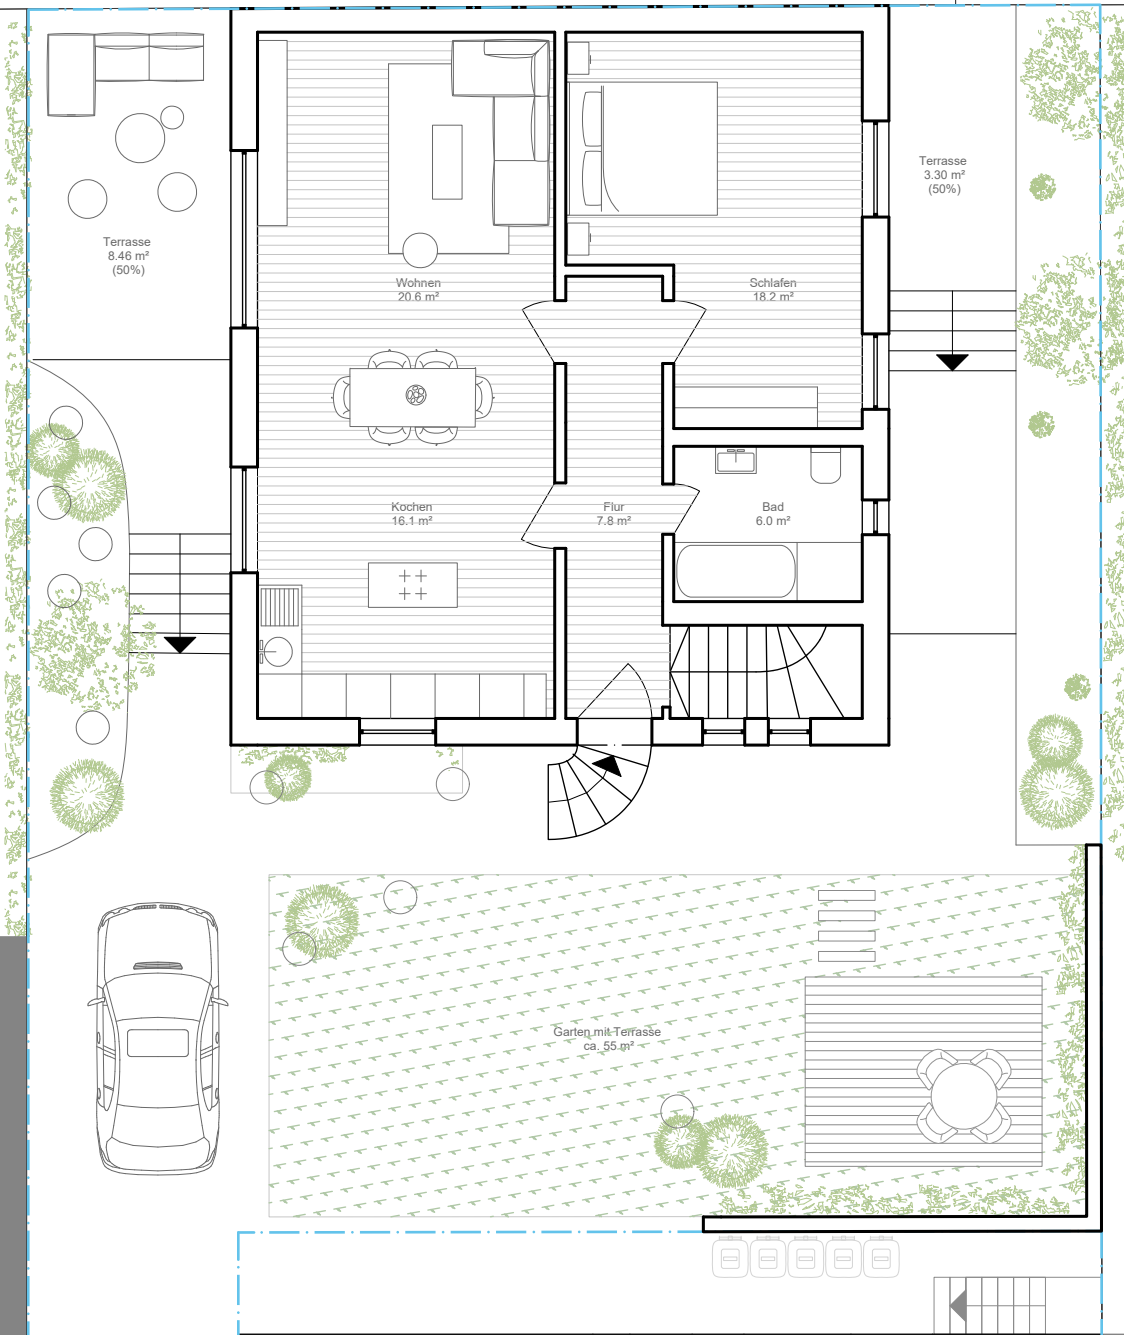 Terrasse
8.46 m²
(50%)
Wohnen
20.6 m²
Schlafen
18.2 m²
Terrasse
3.30 m²
(50%)
Kochen
16.1 m²
Flur
7.8 m²
Bad
6.0 m²
Garten mit Terrasse
ca. 55 m²